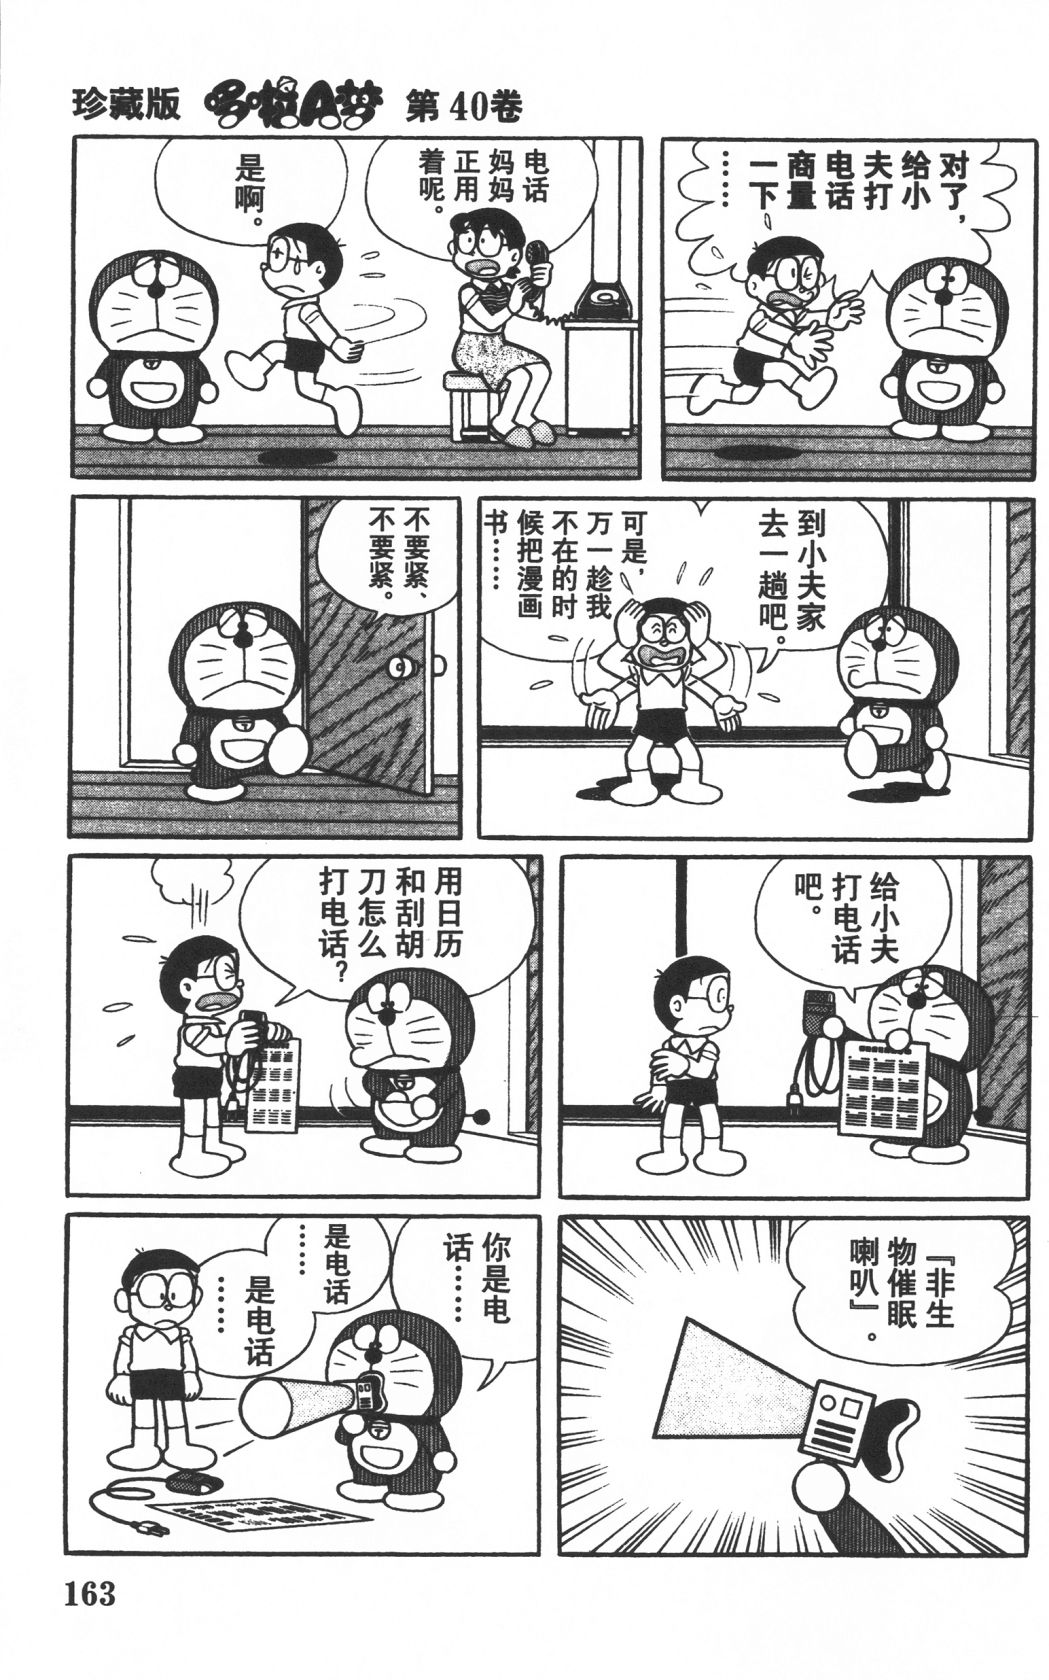 珍藏版 哆啦A梦 第40卷
对了，
给小
夫打
电话
商量
一下
……
电话
妈妈
正用
着呢。
是啊。
到小夫家
去一趟吧。
可是，
万一趁我
不在的时
候把漫画
书……
不要紧、
不要紧。
给小夫
打电话
吧。
用日历
和刮胡
刀怎么
打电话？
『非生
物催眠
喇叭』。
你是电
话……
是电话
……
是电话
……
163